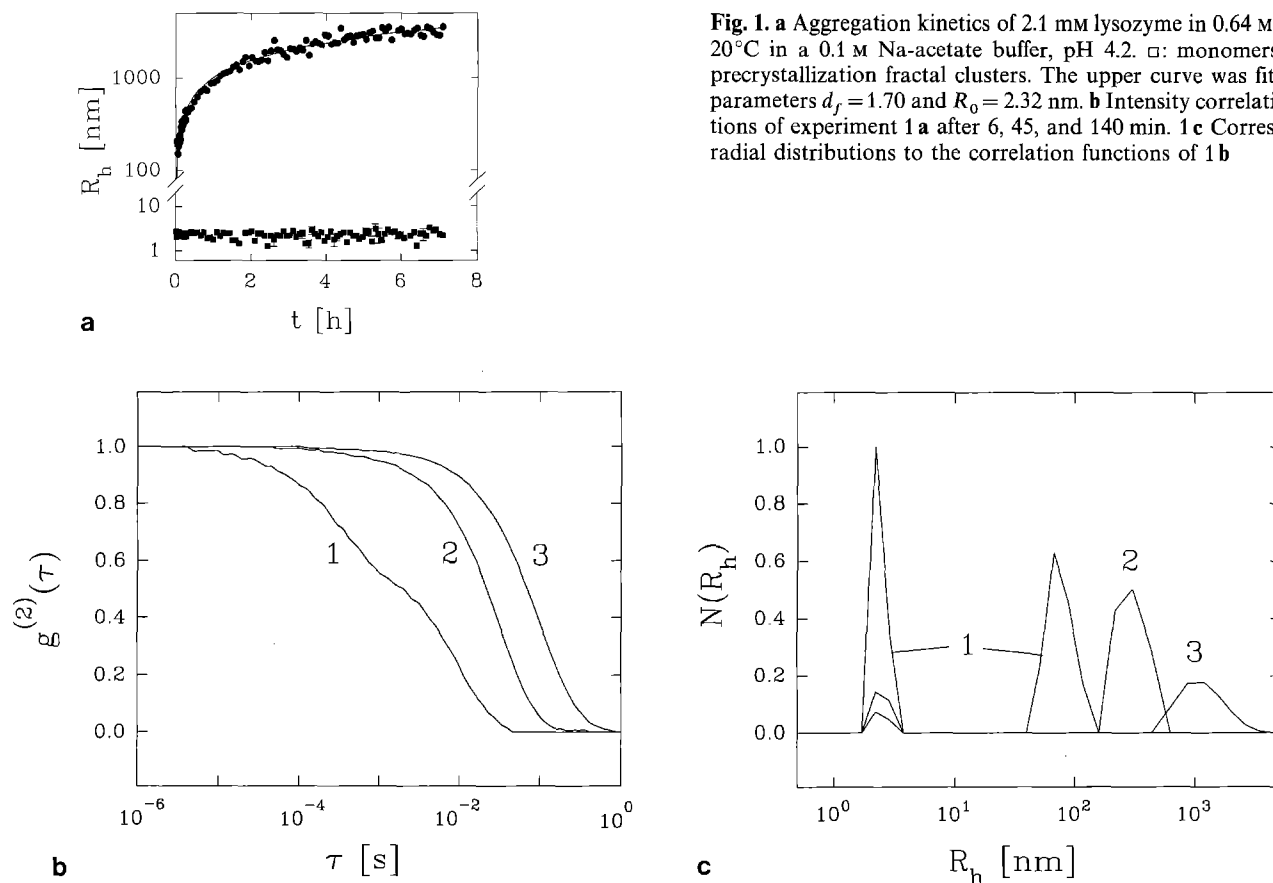 Fig. 1. a Aggregation kinetics of 2.1 mM lysozyme in 0.64 M
20°C in a 0.1 M Na-acetate buffer, pH 4.2. □: monomers
precrystallization fractal clusters. The upper curve was fit
parameters d_f = 1.70 and R_0 = 2.32 nm. b Intensity correlati
tions of experiment 1 a after 6, 45, and 140 min. 1 c Corres
radial distributions to the correlation functions of 1 b
R_h [nm]
1000
100
10
1
0 2 4 6 8
t [h]
a
g^(2)(τ)
1.0
0.8
0.6
0.4
0.2
0.0
1 2 3
10^-6 10^-4 10^-2 10^0
τ [s]
b
N(R_h)
1.0
0.8
0.6
0.4
0.2
0.0
1
2
3
10^0 10^1 10^2 10^3
R_h [nm]
c